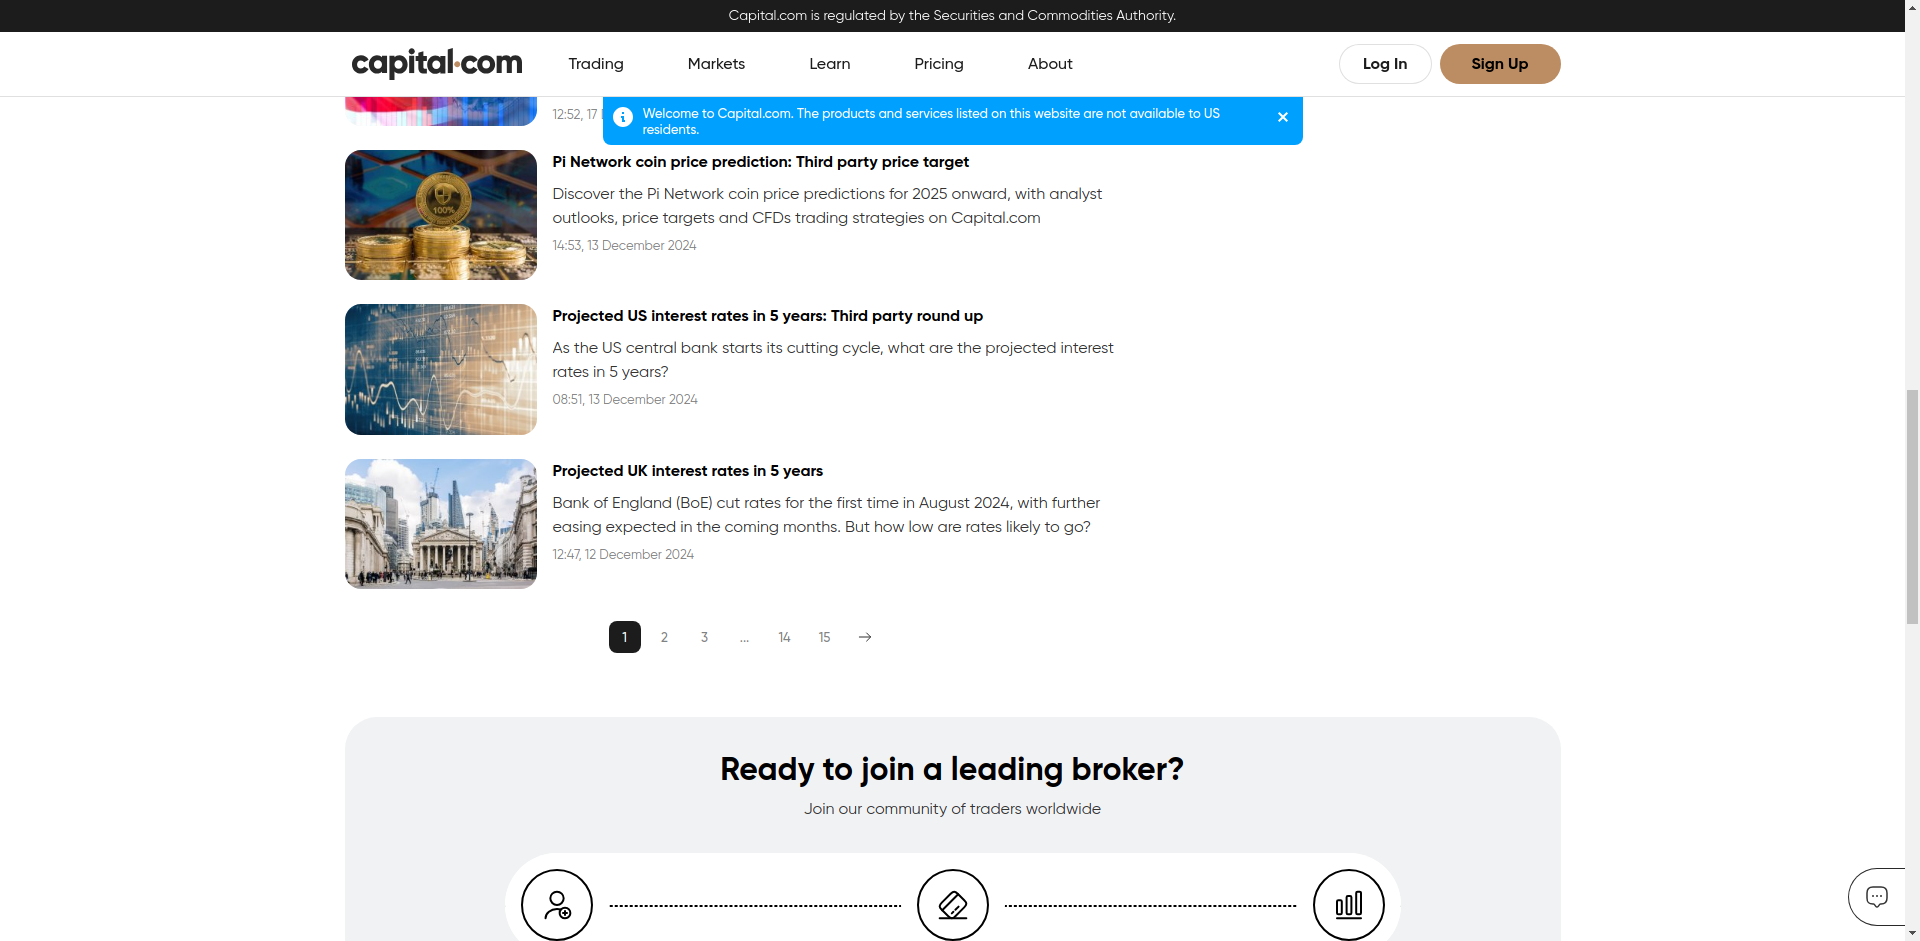 Capital.com is regulated by the Securities and Commodities Authority.
capital.com
Trading
Markets
Learn
Pricing
About
Log In
Sign Up
12:52, 17
Welcome to Capital.com. The products and services listed on this website are not available to US
residents.
Pi Network coin price prediction: Third party price target
Discover the Pi Network coin price predictions for 2025 onward, with analyst
outlooks, price targets and CFDs trading strategies on Capital.com
14:53, 13 December 2024
100%
Projected US interest rates in 5 years: Third party round up
As the US central bank starts its cutting cycle, what are the projected interest
rates in 5 years?
08:51, 13 December 2024
Projected UK interest rates in 5 years
Bank of England (BoE) cut rates for the first time in August 2024, with further
easing expected in the coming months. But how low are rates likely to go?
12:47, 12 December 2024
1 2 3 ... 14 15
Ready to join a leading broker?
Join our community of traders worldwide